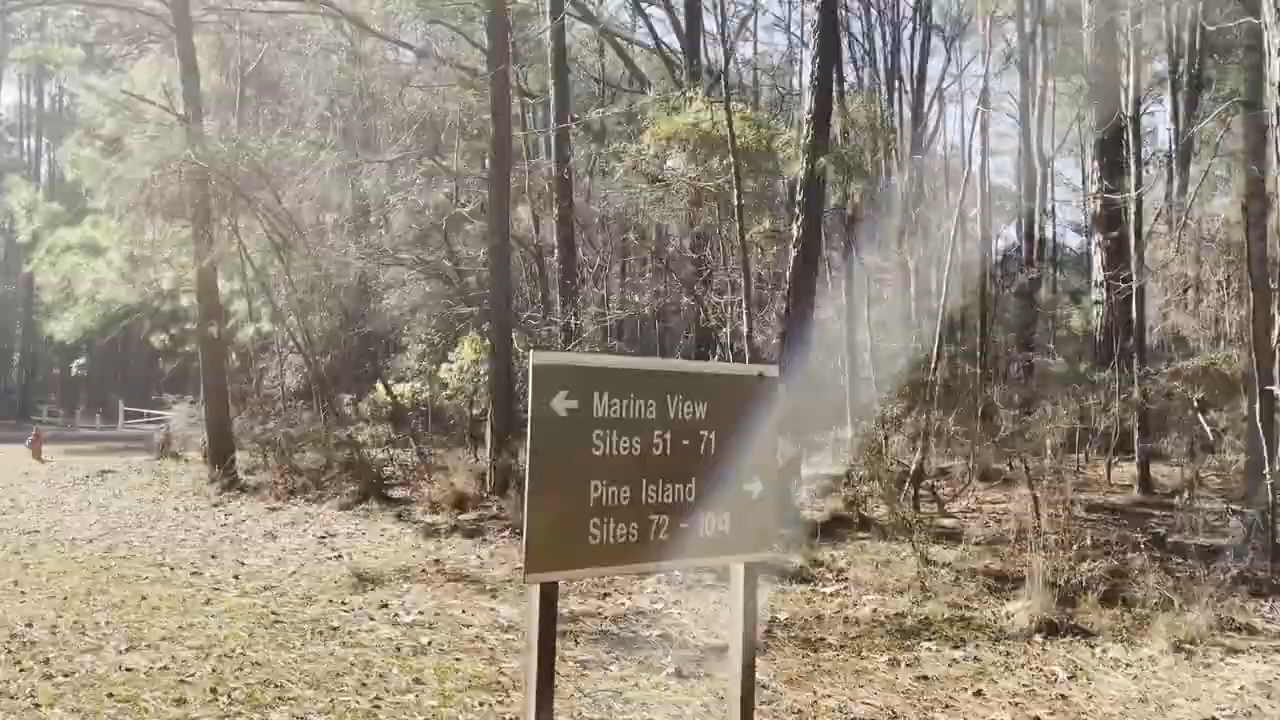 ← Marina View
Sites 51 - 71
Pine Island →
Sites 72 - 104